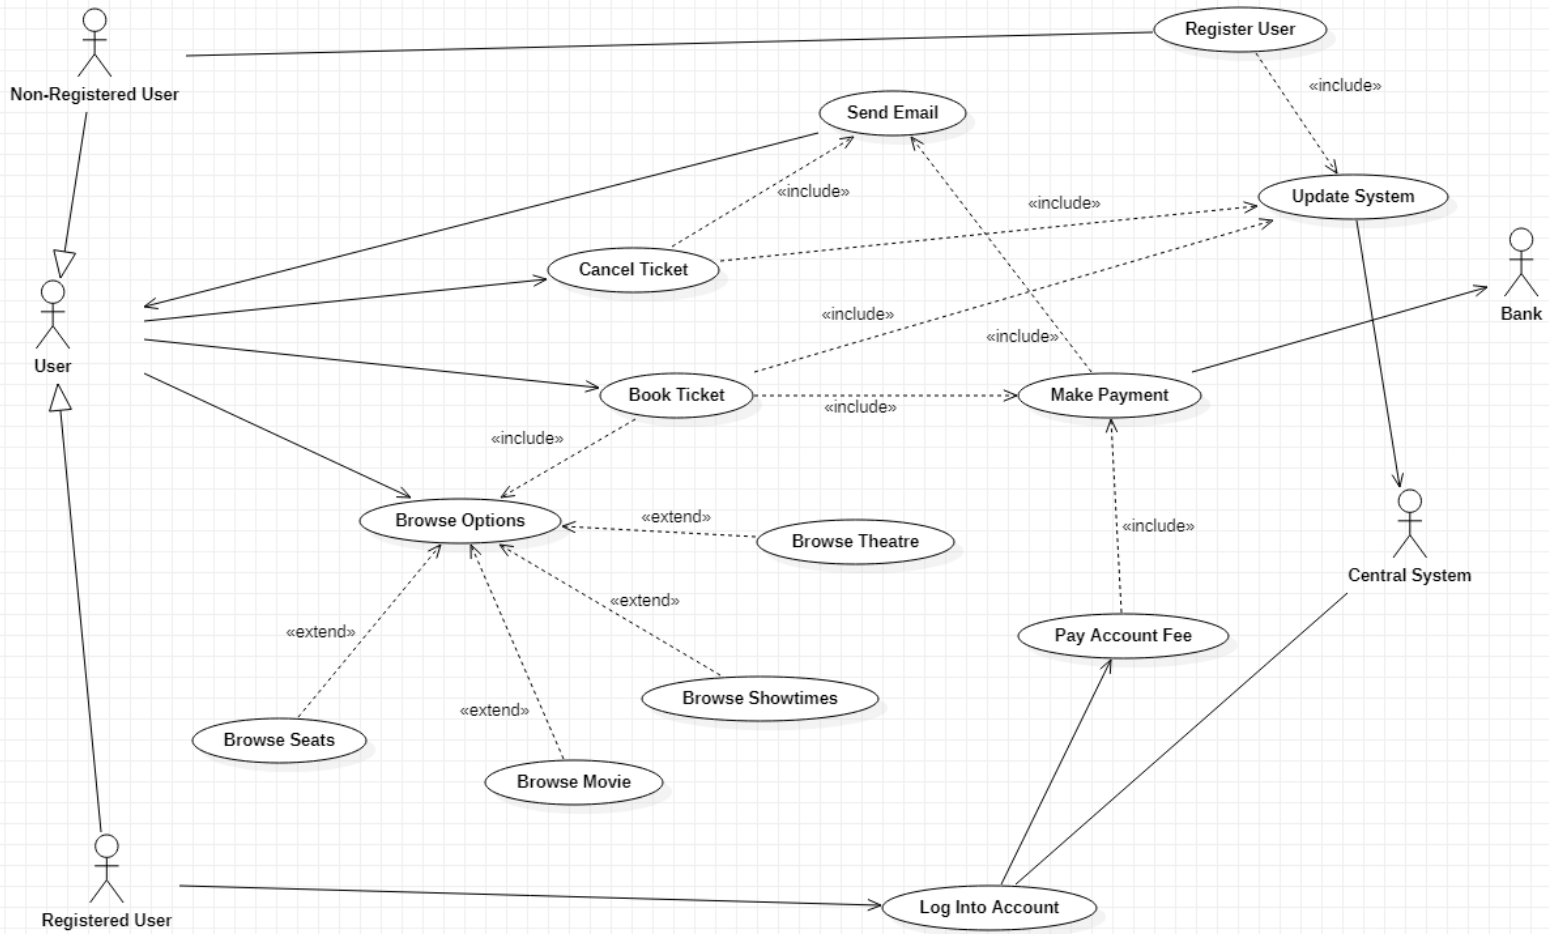 Register User
Non-Registered User
«include»
Send Email
«include»
Update System
«include»
Cancel Ticket
«include»
Bank
«include»
User
Book Ticket
Make Payment
«include»
«include»
Browse Options
«extend»
Browse Theatre
«include»
Central System
«extend»
«extend»
Pay Account Fee
Browse Showtimes
«extend»
Browse Seats
Browse Movie
Log Into Account
Registered User